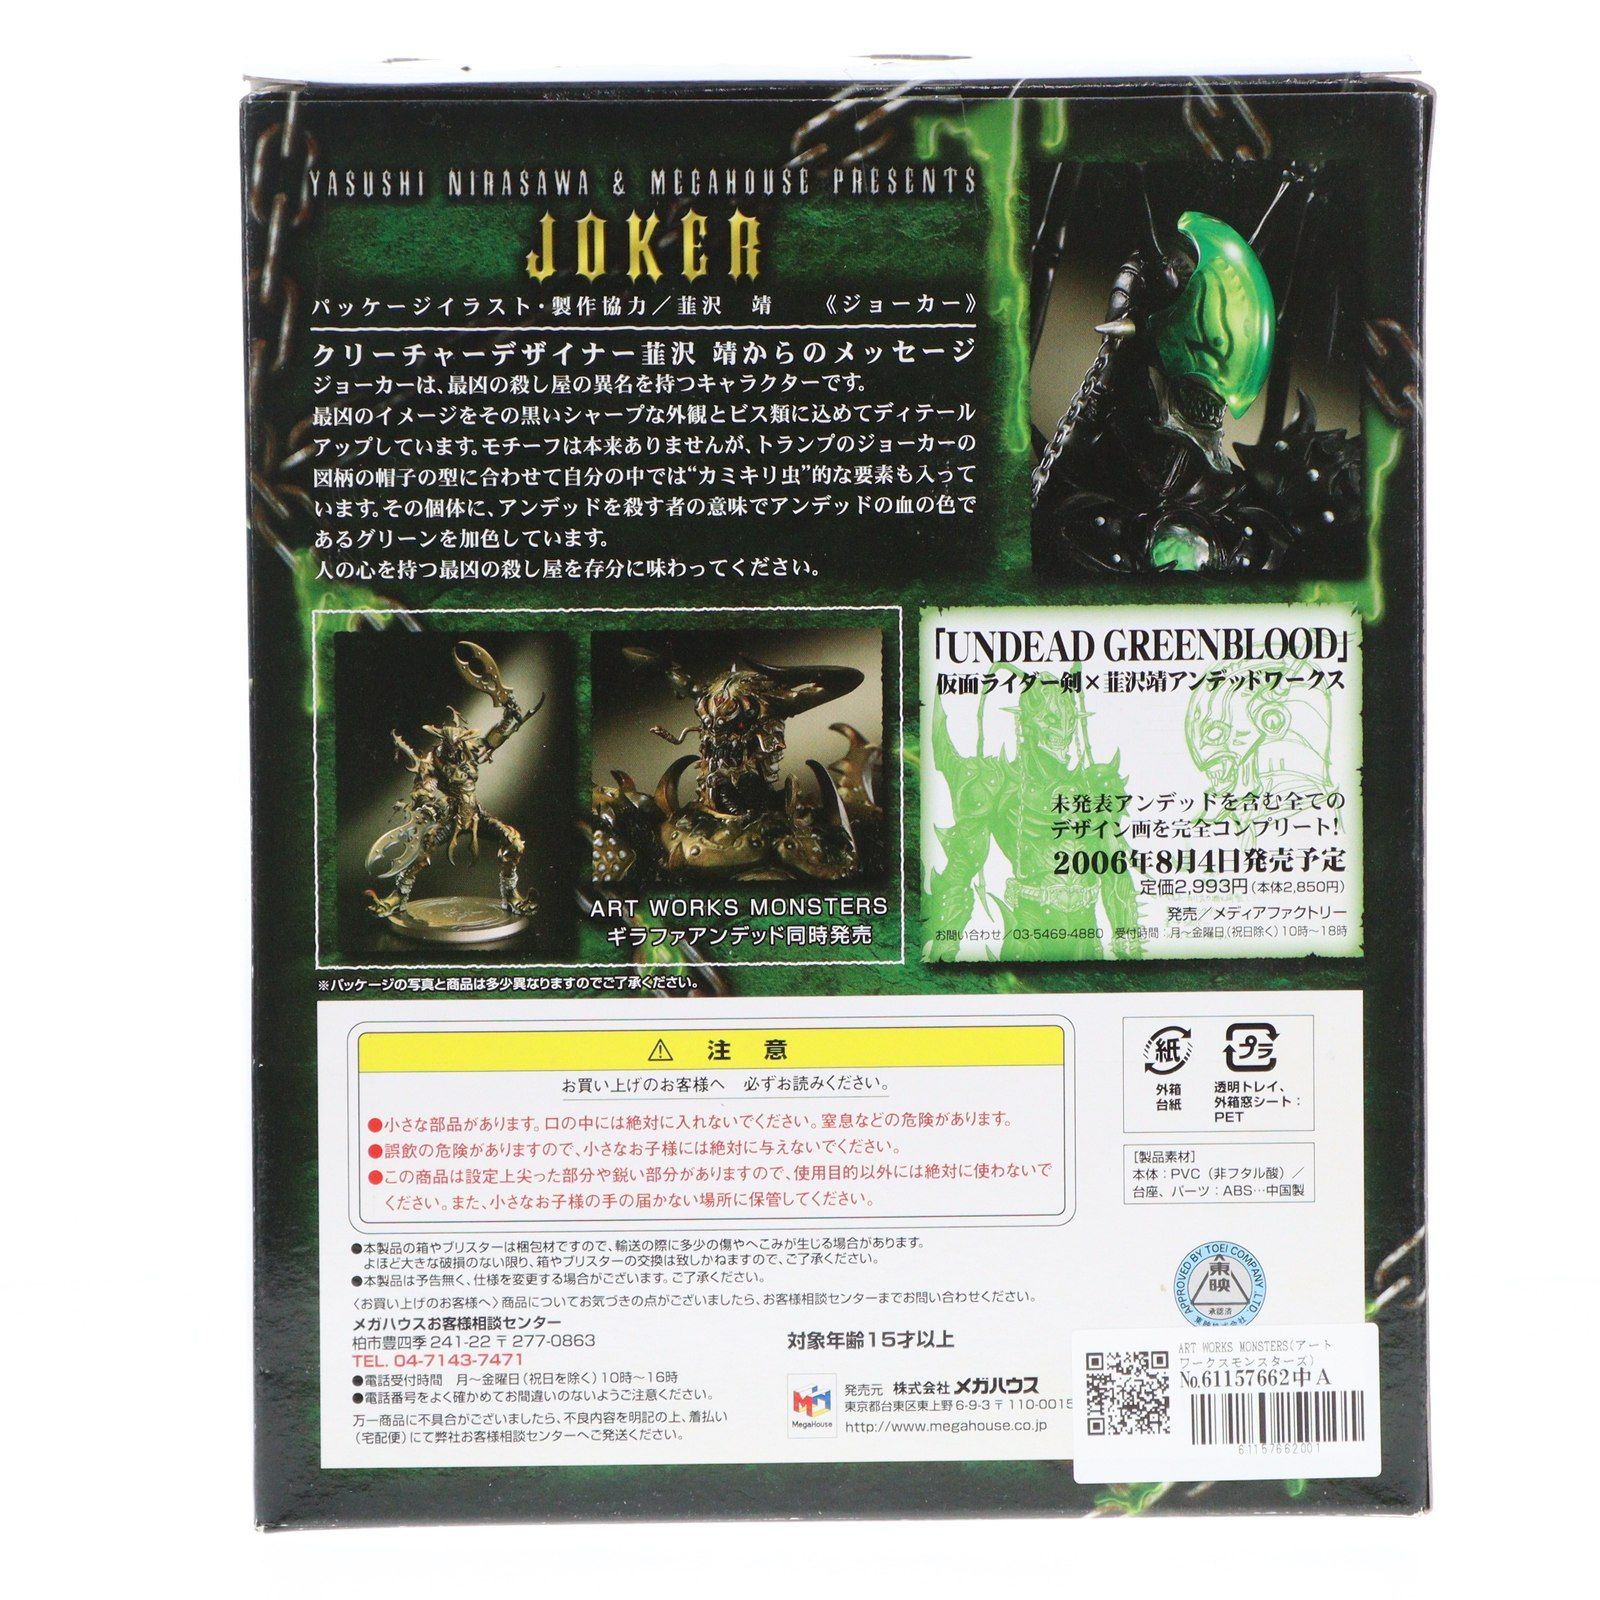 YASUSHI NIRASAWA & MEGAHOUSE PRESENTS
JOKER
パッケージイラスト・製作協力／韮沢 靖 《ジョーカー》
クリーチャーデザイナー韮沢 靖からのメッセージ
ジョーカーは、最凶の殺し屋の異名を持つキャラクターです。
最凶のイメージをその黒いシャープな外観とビス類に込めてディテール
アップしています。モチーフは本来ありませんが、トランプのジョーカーの
図柄の帽子の型に合わせて自分の中では“カミキリ虫”的な要素も入って
います。その個体に、アンデッドを殺す者の意味でアンデッドの血の色で
あるグリーンを加色しています。
人の心を持つ最凶の殺し屋を存分に味わってください。
ART WORKS MONSTERS
ギラファアンデッド同時発売
「UNDEAD GREENBLOOD」
仮面ライダー剣×韮沢靖アンデッドワークス
未発表アンデッドを含む全ての
デザイン画を完全コンプリート!
2006年8月4日発売予定
定価2,993円(本体2,850円)
発売／メディアファクトリー
お問い合わせ／03-5469-4880 受付時間:月〜金曜日(祝日除く)10時〜18時
※パッケージの写真と商品は多少異なりますのでご了承ください。
⚠ 注 意
お買い上げのお客様へ 必ずお読みください。
●小さな部品があります。口の中には絶対に入れないでください。窒息などの危険があります。
●誤飲の危険がありますので、小さなお子様には絶対に与えないでください。
●この商品は設定上尖った部分や鋭い部分がありますので、使用目的以外には絶対に使わないで
ください。また、小さなお子様の手の届かない場所に保管してください。
●本製品の箱やブリスターは梱包材ですので、輸送の際に多少の傷やへこみが生じる場合があります。
よほど大きな破損のない限り、箱やブリスターの交換は致しかねますので、ご了承ください。
●本製品は予告無く、仕様を変更する場合がございます。ご了承ください。
〈お買い上げのお客様へ〉商品についてお気づきの点がございましたら、お客様相談センターまでお問い合わせください。
メガハウスお客様相談センター
柏市豊四季241-22 〒277-0863
TEL. 04-7143-7471
●電話受付時間 月〜金曜日(祝日を除く)10時〜16時
●電話番号をよく確かめてお間違いのないようご注意ください。
万一商品に不具合がございましたら、不良内容を明記の上、着払い
(宅配便)にて弊社お客様相談センターへご発送ください。
対象年齢15才以上
MegaHouse
発売元 株式会社メガハウス
東京都台東区東上野6-9-3 〒110-0015
http://www.megahouse.co.jp
紙
外箱
台紙
プラ
透明トレイ、
外箱窓シート:
PET
[製品素材]
本体:PVC(非フタル酸)／
台座、パーツ:ABS…中国製
APPROVED BY TOEI COMPANY, LTD.
東映
承認済
ART WORKS MONSTERS(アート
ワークスモンスターズ)
No.61157662中A
61157662001